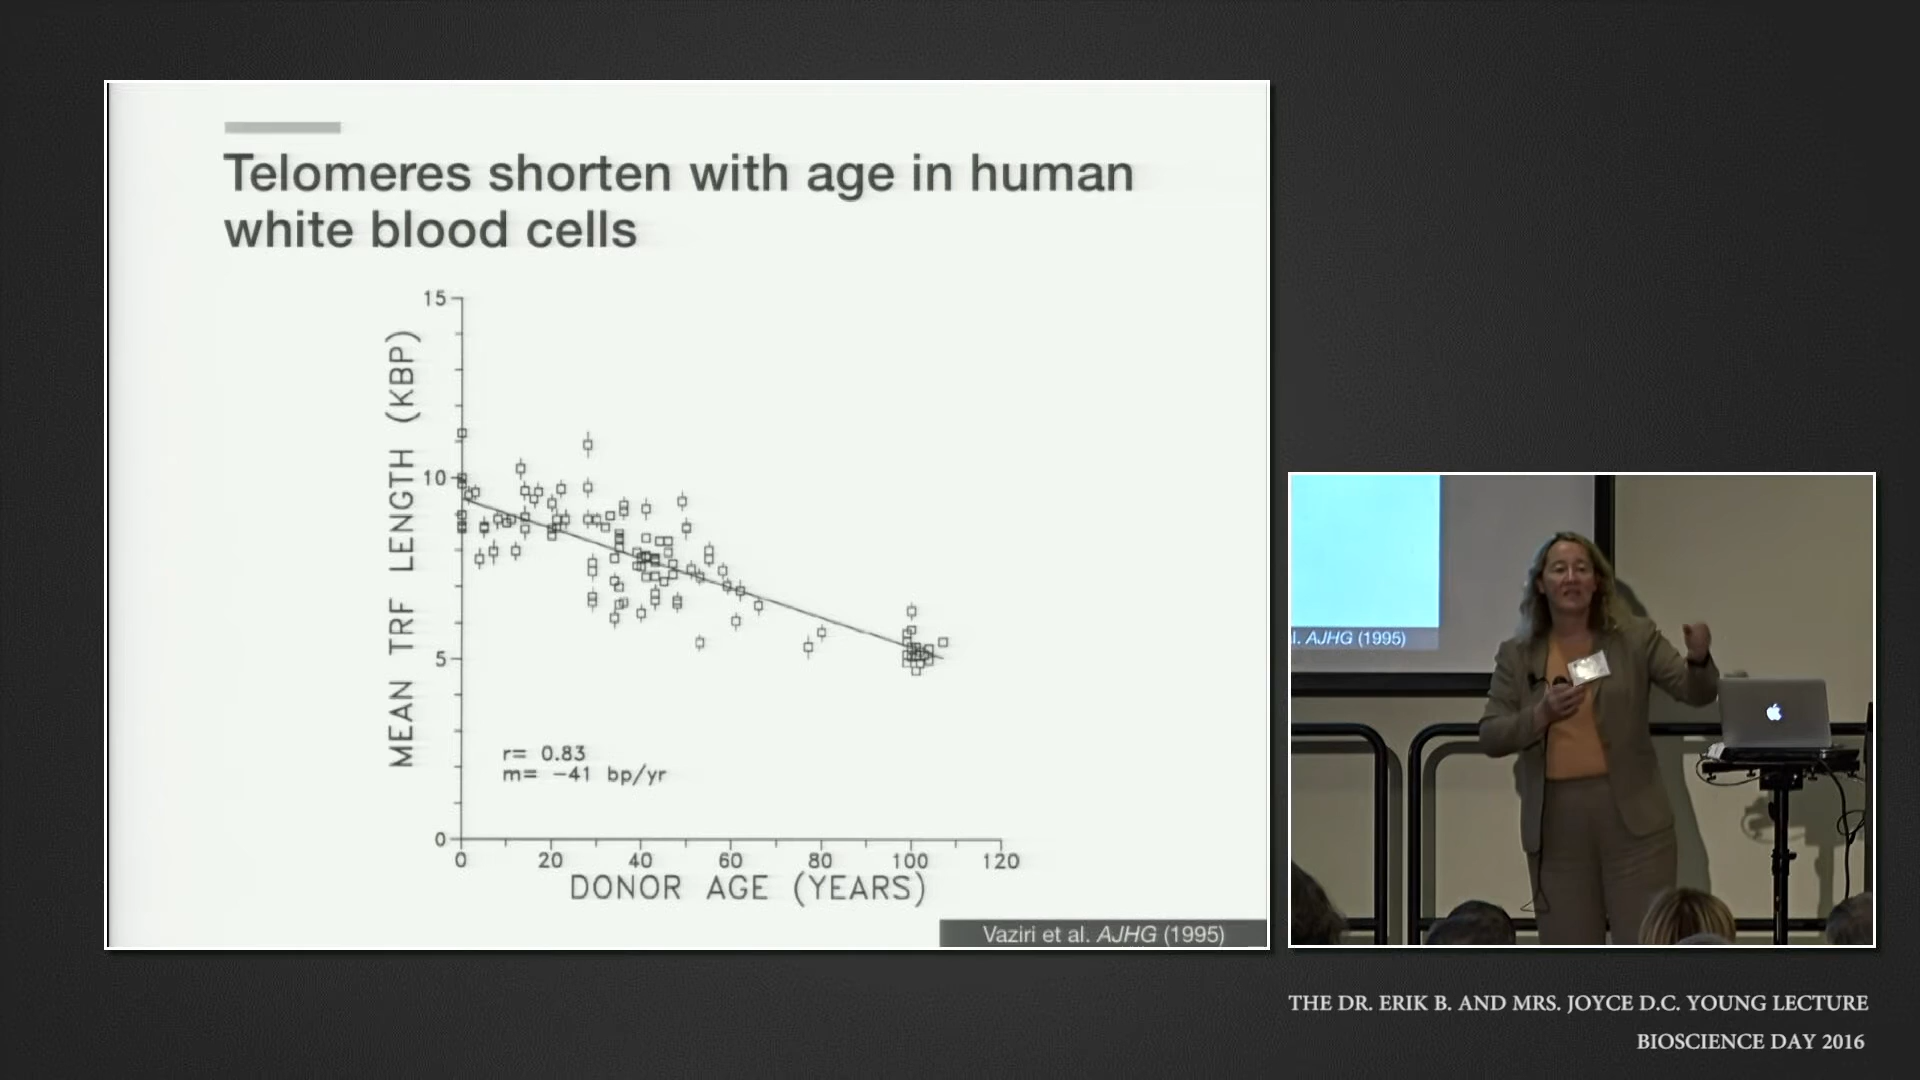 Telomeres shorten with age in human
white blood cells
15
10
5
0
MEAN TRF LENGTH (KBP)
r= 0.83
m= −41 bp/yr
0 20 40 60 80 100 120
DONOR AGE (YEARS)
Vaziri et al. AJHG (1995)
l. AJHG (1995)
THE DR. ERIK B. AND MRS. JOYCE D.C. YOUNG LECTURE
BIOSCIENCE DAY 2016